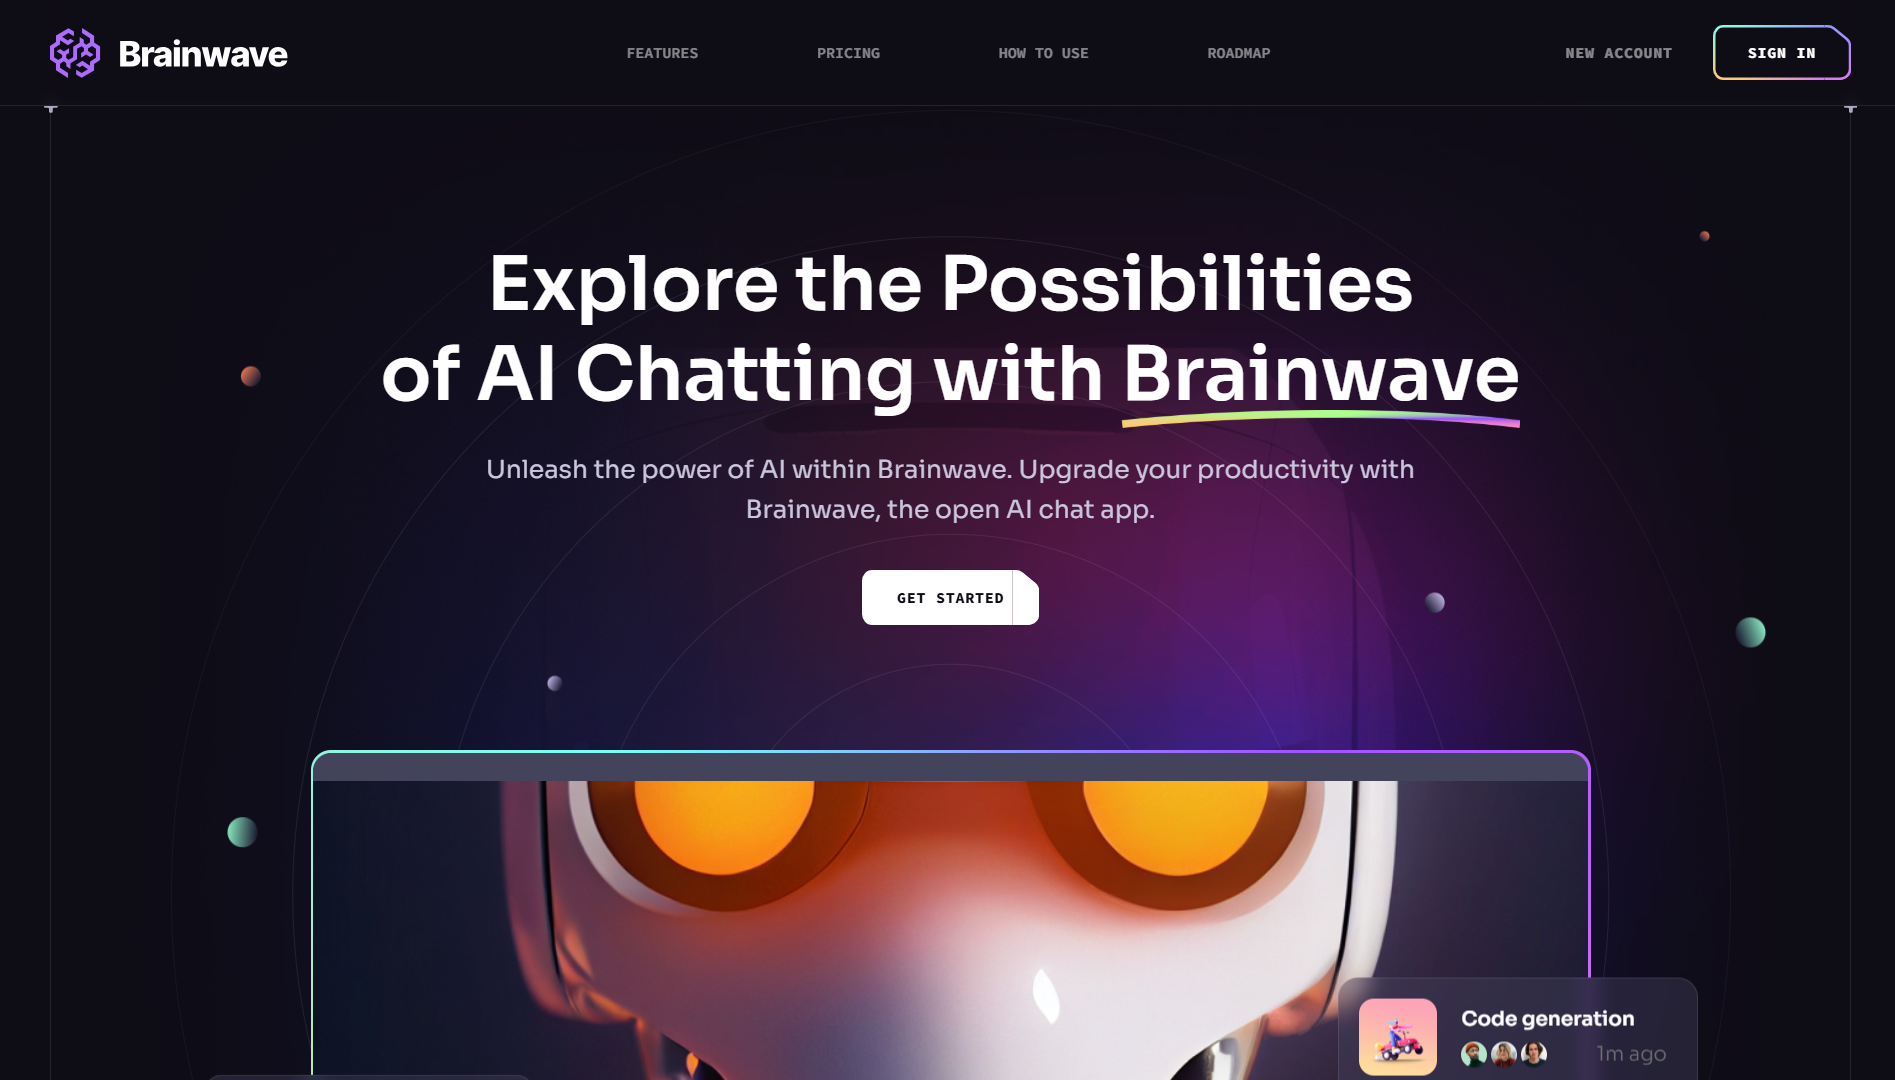 Brainwave
FEATURES
PRICING
HOW TO USE
ROADMAP
NEW ACCOUNT
SIGN IN
Explore the Possibilities
of AI Chatting with Brainwave
Unleash the power of AI within Brainwave. Upgrade your productivity with
Brainwave, the open AI chat app.
GET STARTED
Code generation
1m ago